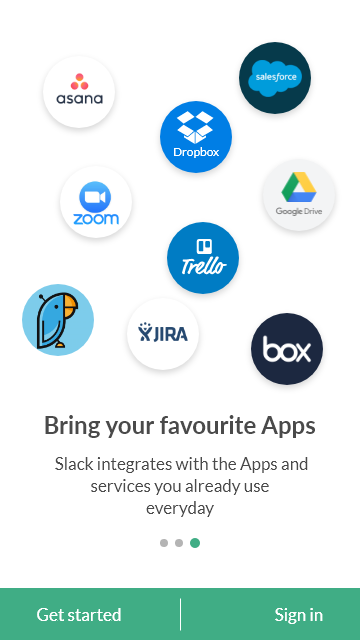 asana
salesforce
Dropbox
zoom
Google Drive
Trello
JIRA
box
Bring your favourite Apps
Slack integrates with the Apps and
services you already use
everyday
Get started
Sign in